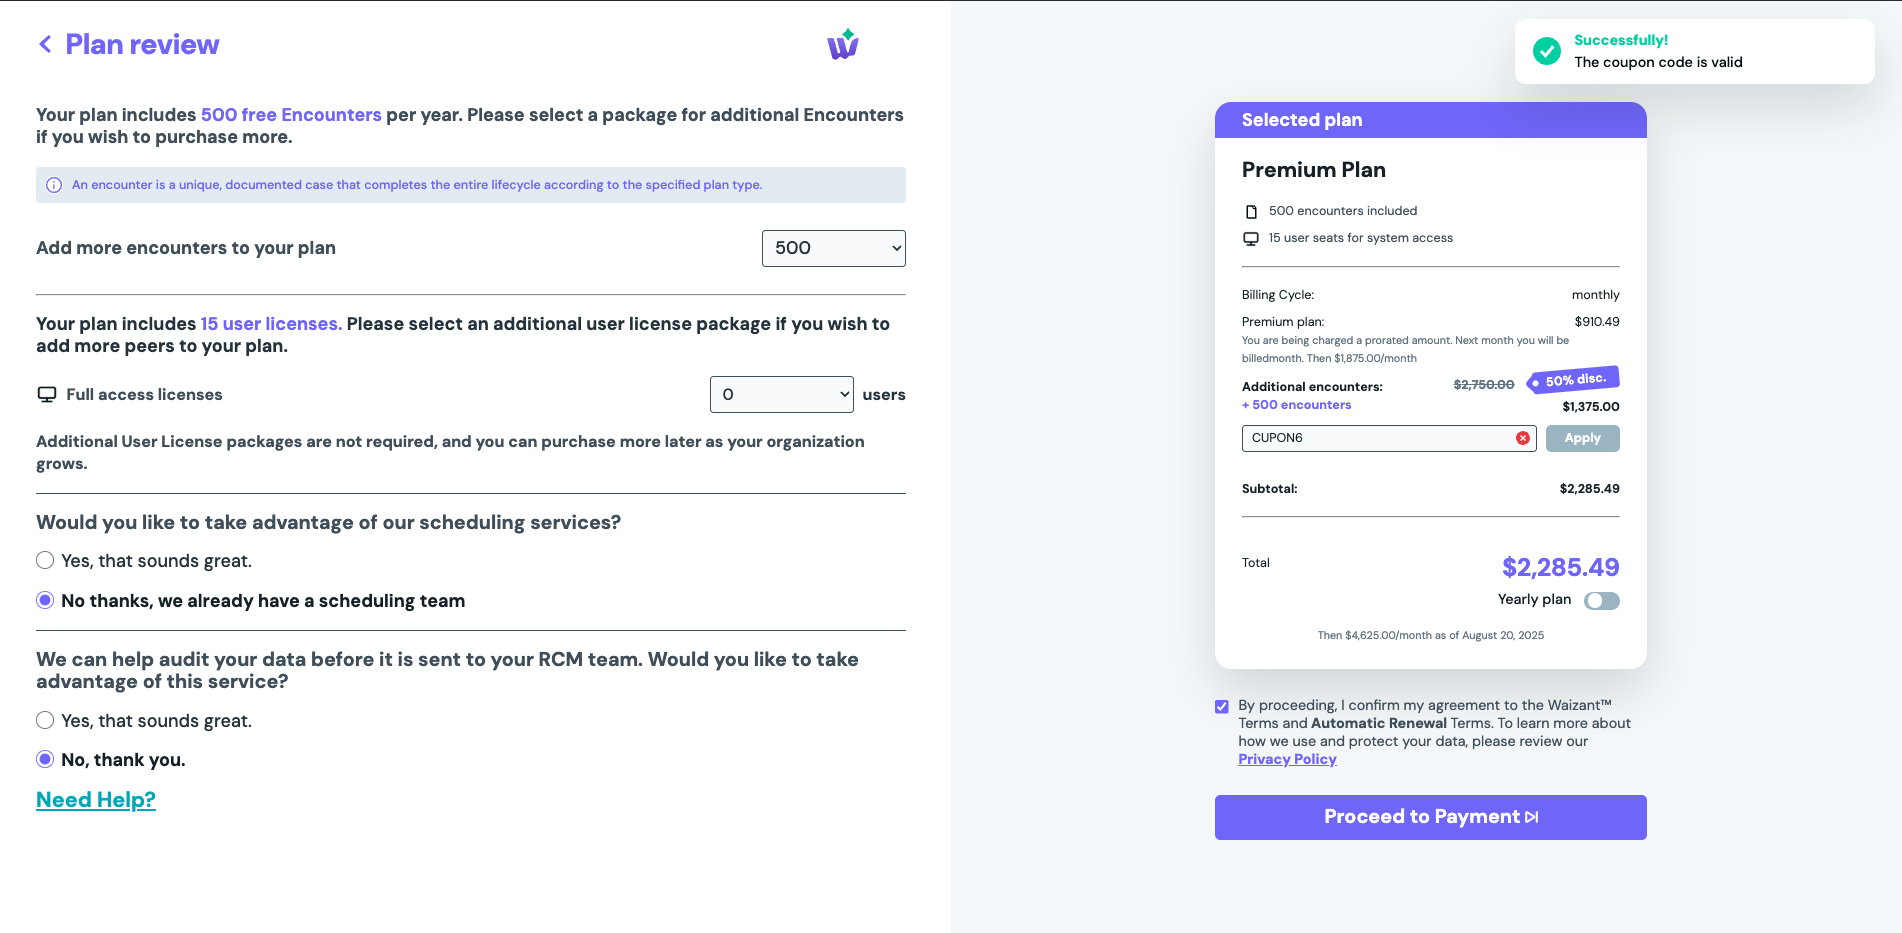 Plan review
Your plan includes 500 free Encounters per year. Please select a package for additional Encounters
if you wish to purchase more.
An encounter is a unique, documented case that completes the entire lifecycle according to the specified plan type.
Add more encounters to your plan
500
Your plan includes 15 user licenses. Please select an additional user license package if you wish to
add more peers to your plan.
Full access licenses
0
users
Additional User License packages are not required, and you can purchase more later as your organization
grows.
Would you like to take advantage of our scheduling services?
Yes, that sounds great.
No thanks, we already have a scheduling team
We can help audit your data before it is sent to your RCM team. Would you like to take
advantage of this service?
Yes, that sounds great.
No, thank you.
Need Help?
Successfully!
The coupon code is valid
Selected plan
Premium Plan
500 encounters included
15 user seats for system access
Billing Cycle: monthly
Premium plan: $910.49
You are being charged a prorated amount. Next month you will be
billedmonth. Then $1,875.00/month
Additional encounters: $2,750.00 50% disc.
+ 500 encounters $1,375.00
CUPON6 Apply
Subtotal: $2,285.49
Total $2,285.49
Yearly plan
Then $4,625.00/month as of August 20, 2025
By proceeding, I confirm my agreement to the Waizant™
Terms and Automatic Renewal Terms. To learn more about
how we use and protect your data, please review our
Privacy Policy
Proceed to Payment